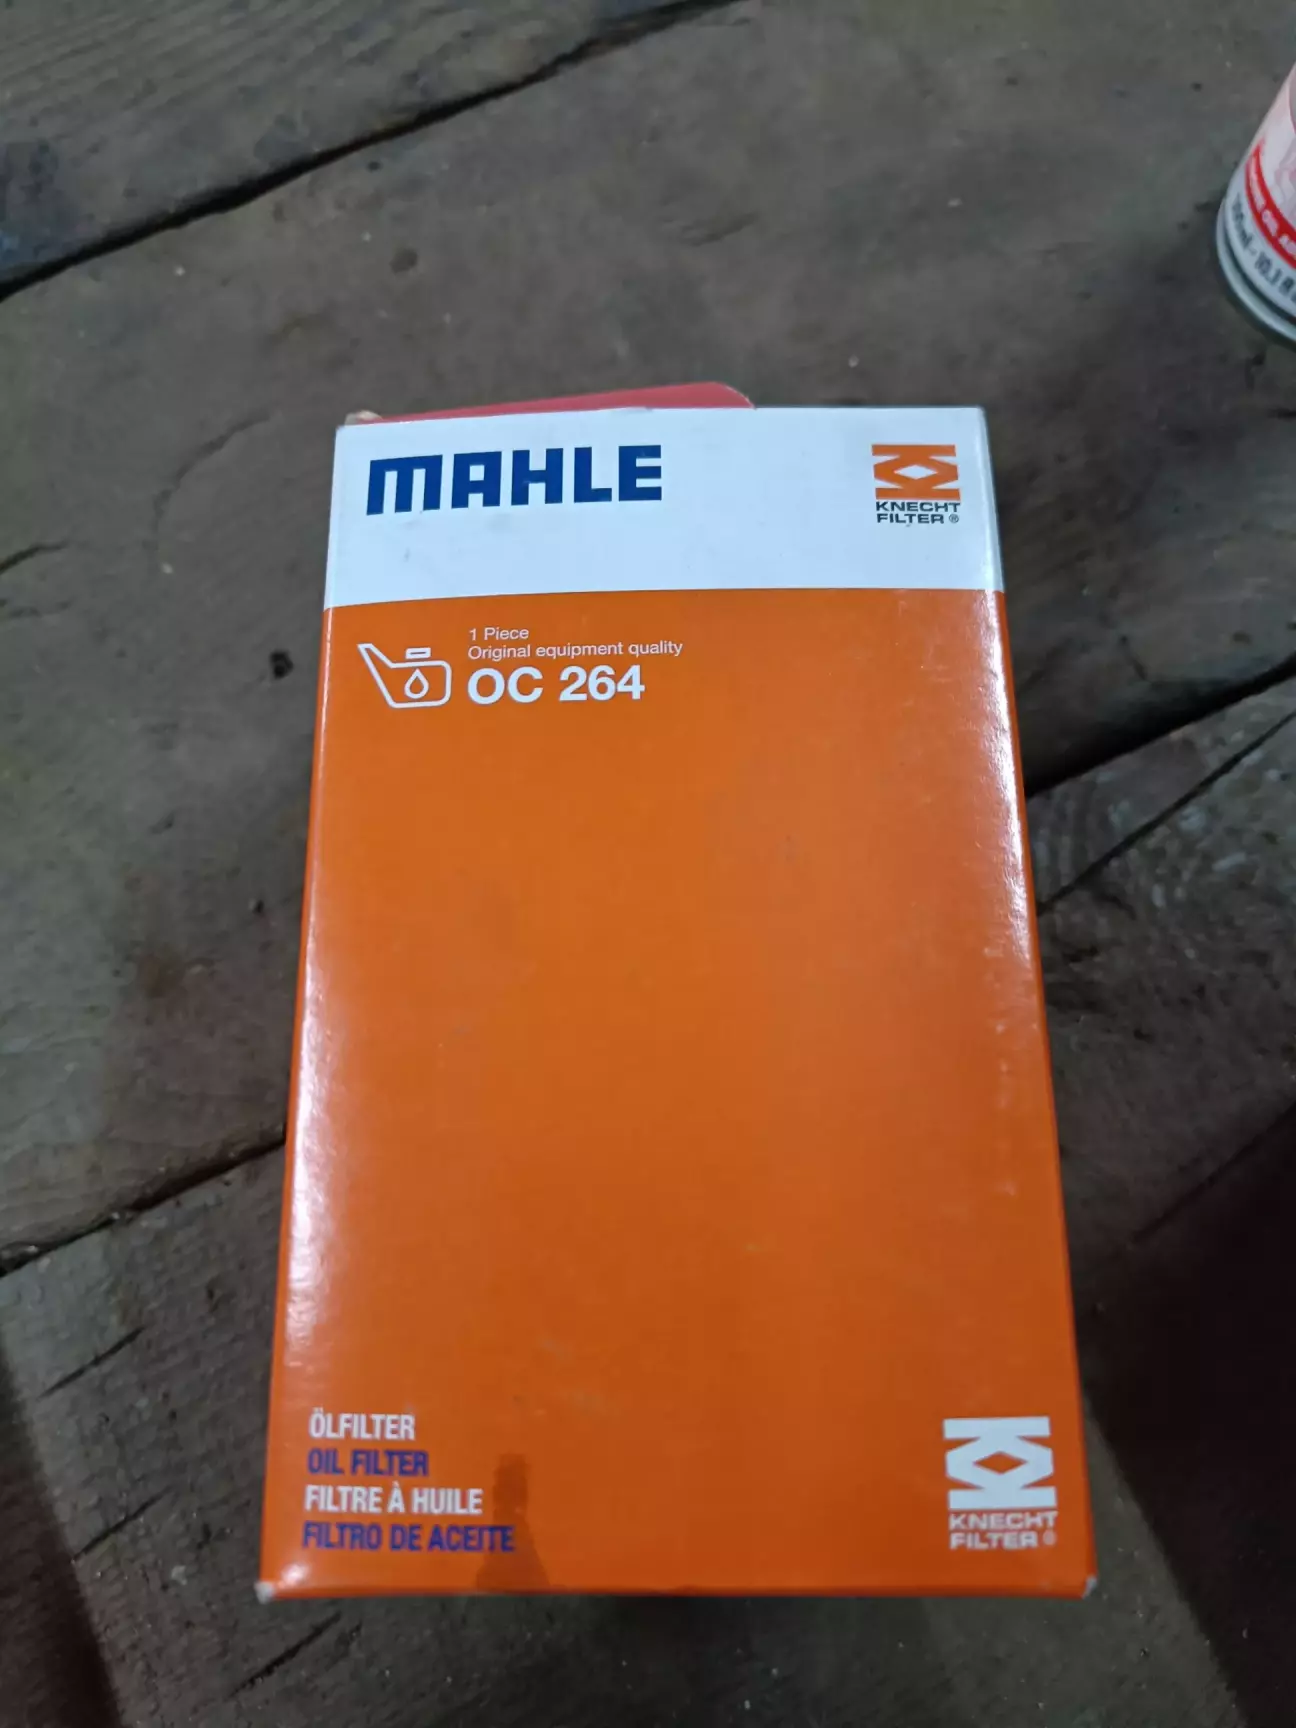 MAHLE
KNECHT
FILTER®
1 Piece
Original equipment quality
OC 264
ÖLFILTER
OIL FILTER
FILTRE À HUILE
FILTRO DE ACEITE
KNECHT
FILTER®